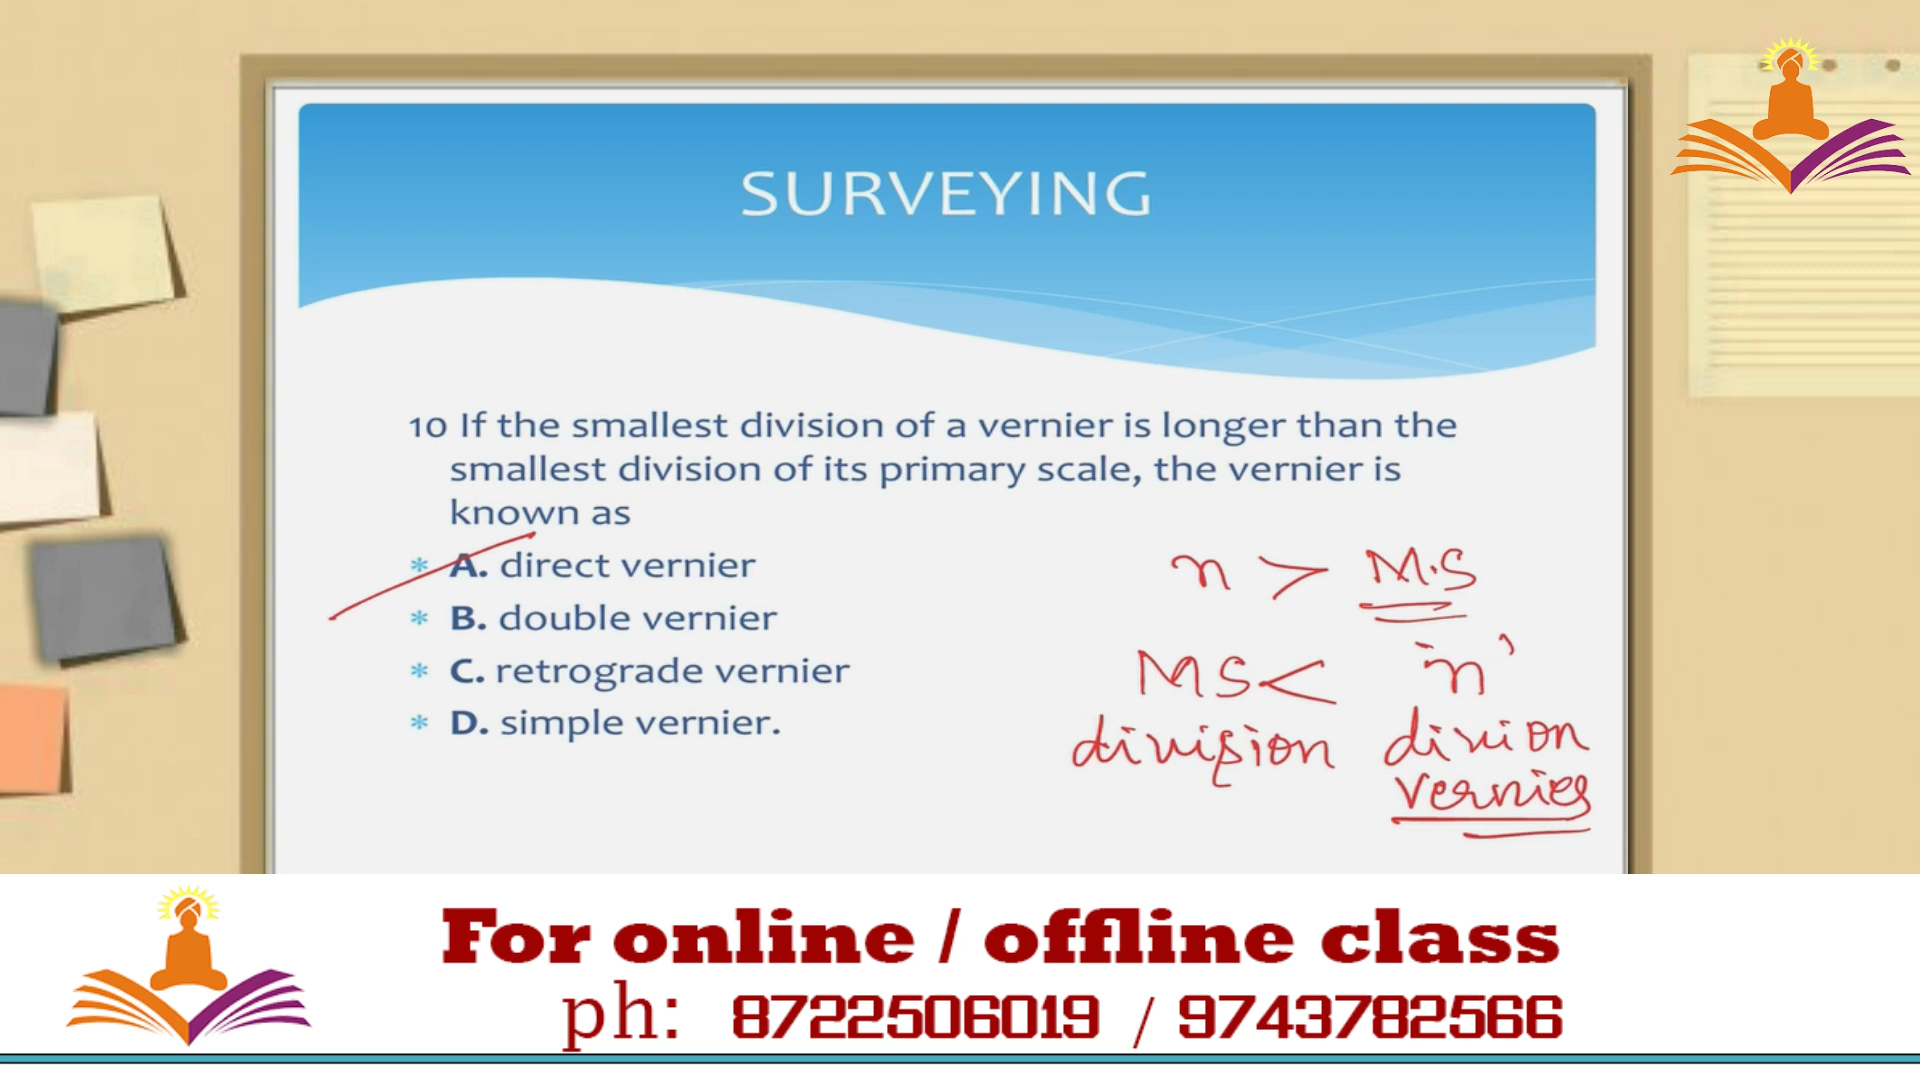 SURVEYING
10 If the smallest division of a vernier is longer than the
smallest division of its primary scale, the vernier is
known as
* A. direct vernier
* B. double vernier
* C. retrograde vernier
* D. simple vernier.
n > M.S
MS < 'n'
division divion
vernier
For online / offline class
ph: 8722506019 / 9743782566